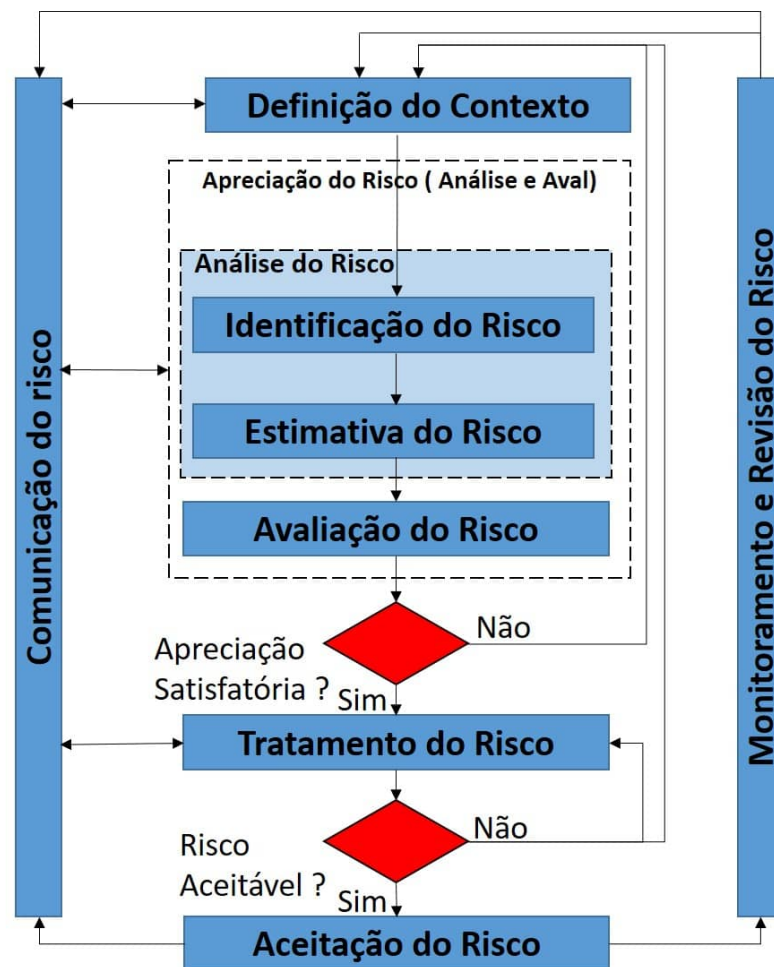 Definição do Contexto
Apreciação do Risco ( Análise e Aval)
Análise do Risco
Identificação do Risco
Estimativa do Risco
Avaliação do Risco
Apreciação
Satisfatória ?
Não
Sim
Tratamento do Risco
Risco
Aceitável ?
Não
Sim
Aceitação do Risco
Comunicação do risco
Monitoramento e Revisão do Risco